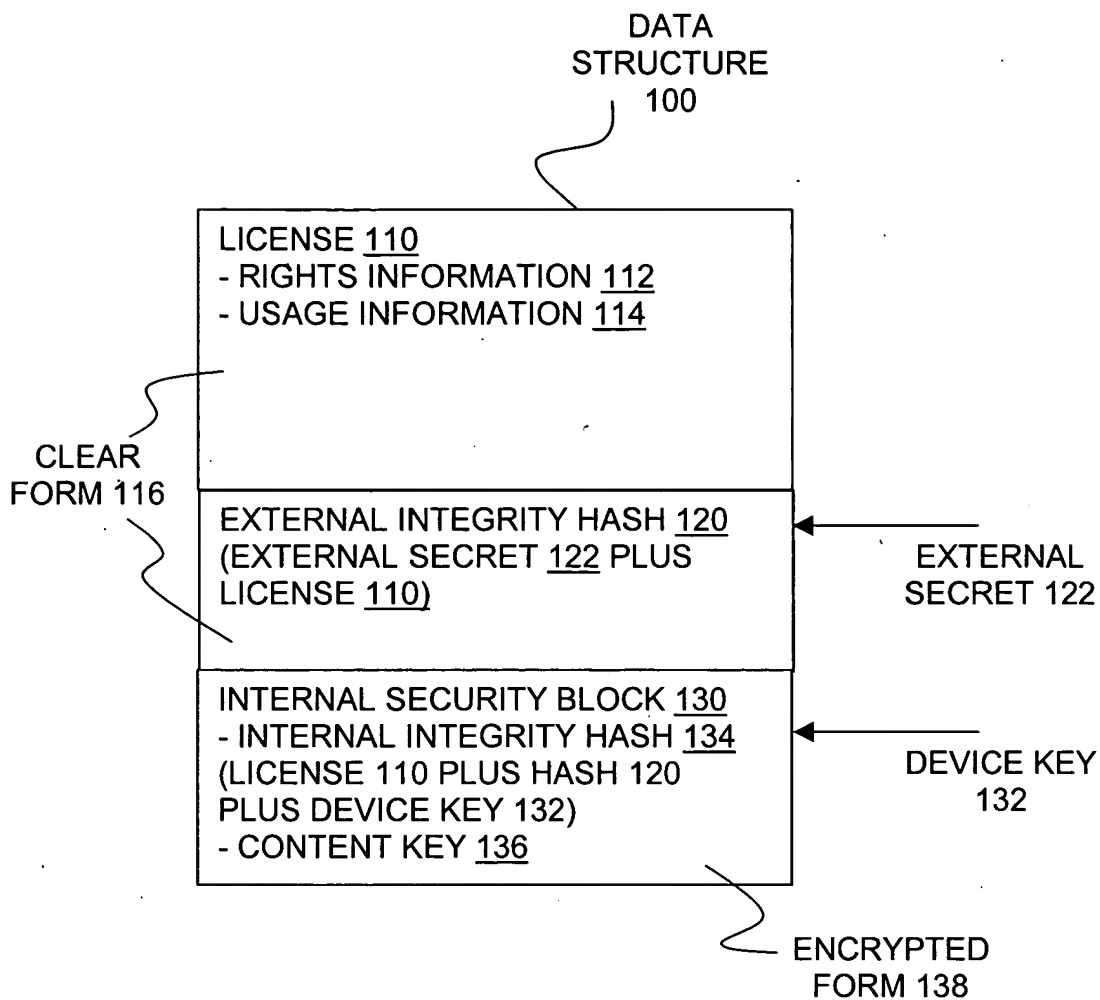 DATA
STRUCTURE
100
LICENSE 110
- RIGHTS INFORMATION 112
- USAGE INFORMATION 114
CLEAR
FORM 116
EXTERNAL INTEGRITY HASH 120
(EXTERNAL SECRET 122 PLUS
LICENSE 110)
EXTERNAL
SECRET 122
INTERNAL SECURITY BLOCK 130
- INTERNAL INTEGRITY HASH 134
(LICENSE 110 PLUS HASH 120
PLUS DEVICE KEY 132)
- CONTENT KEY 136
DEVICE KEY
132
ENCRYPTED
FORM 138